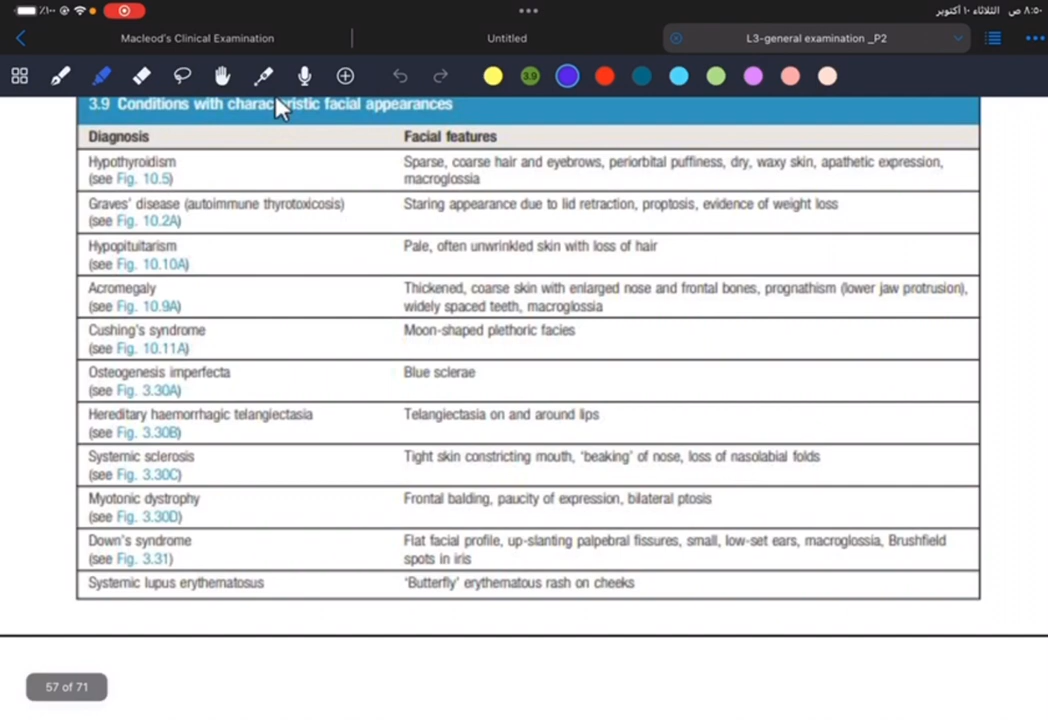 ٪١٠٠
•••
٨:٥٠ ص الثلاثاء ١٠ أكتوبر
Macleod's Clinical Examination
Untitled
L3-general examination _P2
3.9
3.9 Conditions with characteristic facial appearances
Diagnosis Facial features
Hypothyroidism Sparse, coarse hair and eyebrows, periorbital puffiness, dry, waxy skin, apathetic expression,
(see Fig. 10.5) macroglossia
Graves' disease (autoimmune thyrotoxicosis) Staring appearance due to lid retraction, proptosis, evidence of weight loss
(see Fig. 10.2A)
Hypopituitarism Pale, often unwrinkled skin with loss of hair
(see Fig. 10.10A)
Acromegaly Thickened, coarse skin with enlarged nose and frontal bones, prognathism (lower jaw protrusion),
(see Fig. 10.9A) widely spaced teeth, macroglossia
Cushing's syndrome Moon-shaped plethoric facies
(see Fig. 10.11A)
Osteogenesis imperfecta Blue sclerae
(see Fig. 3.30A)
Hereditary haemorrhagic telangiectasia Telangiectasia on and around lips
(see Fig. 3.30B)
Systemic sclerosis Tight skin constricting mouth, 'beaking' of nose, loss of nasolabial folds
(see Fig. 3.30C)
Myotonic dystrophy Frontal balding, paucity of expression, bilateral ptosis
(see Fig. 3.30D)
Down's syndrome Flat facial profile, up-slanting palpebral fissures, small, low-set ears, macroglossia, Brushfield
(see Fig. 3.31) spots in iris
Systemic lupus erythematosus 'Butterfly' erythematous rash on cheeks
57 of 71